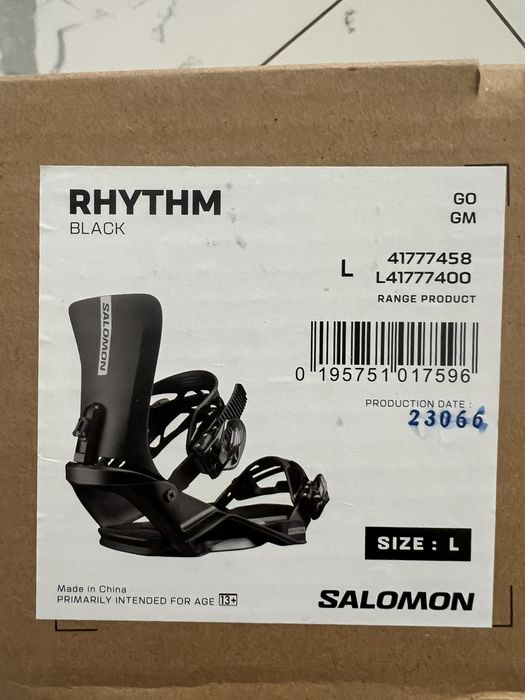 RHYTHM
BLACK
GO
GM
L
41777458
L41777400
RANGE PRODUCT
SALOMON
0 195751 017596
PRODUCTION DATE :
23066
SIZE : L
Made in China
PRIMARILY INTENDED FOR AGE 13+
SALOMON